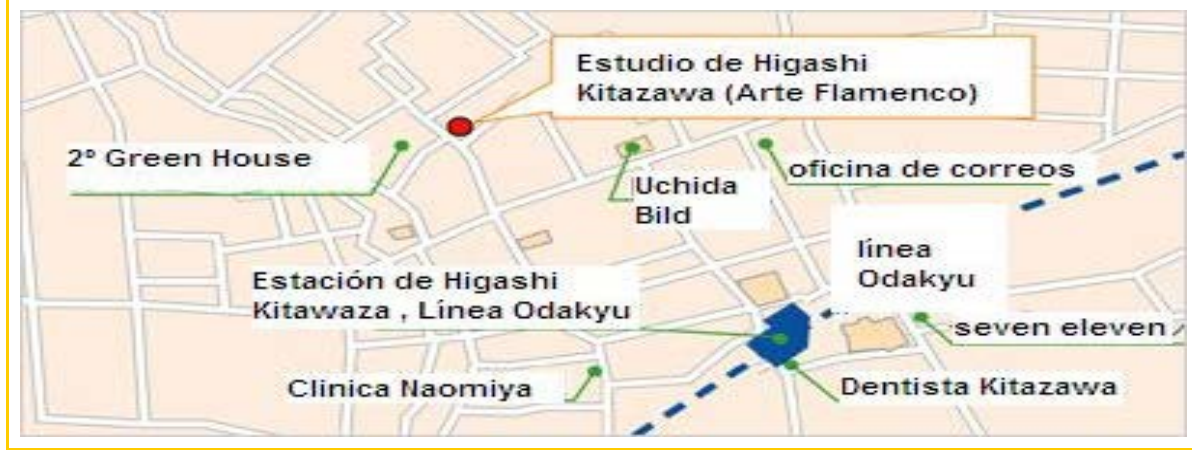 Estudio de Higashi
Kitazawa (Arte Flamenco)
2º Green House
oficina de correos
Uchida
Bild
línea
Odakyu
Estación de Higashi
Kitawaza , Línea Odakyu
seven eleven
Clinica Naomiya
Dentista Kitazawa